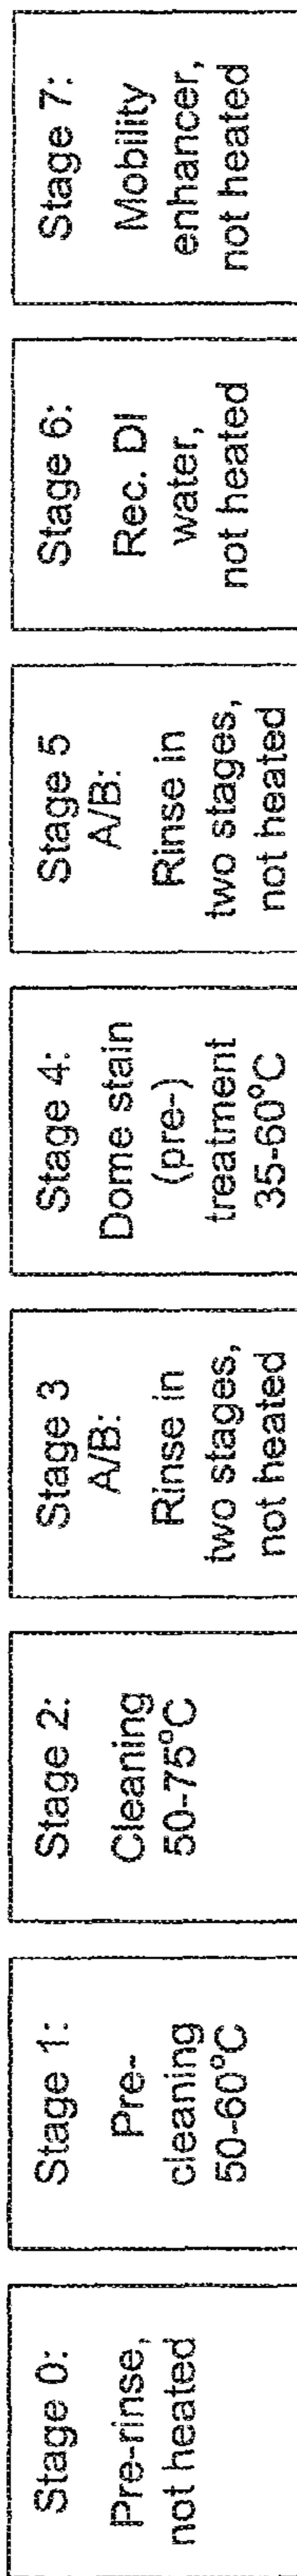 Stage 0:
Pre-rinse,
not heated
Stage 1:
Pre-
cleaning
50-60°C
Stage 2:
Cleaning
50-75°C
Stage 3
A/B:
Rinse in
two stages,
not heated
Stage 4:
Dome stain
(pre-)
treatment
35-60°C
Stage 5
A/B:
Rinse in
two stages,
not heated
Stage 6:
Rec. DI
water,
not heated
Stage 7:
Mobility
enhancer,
not heated